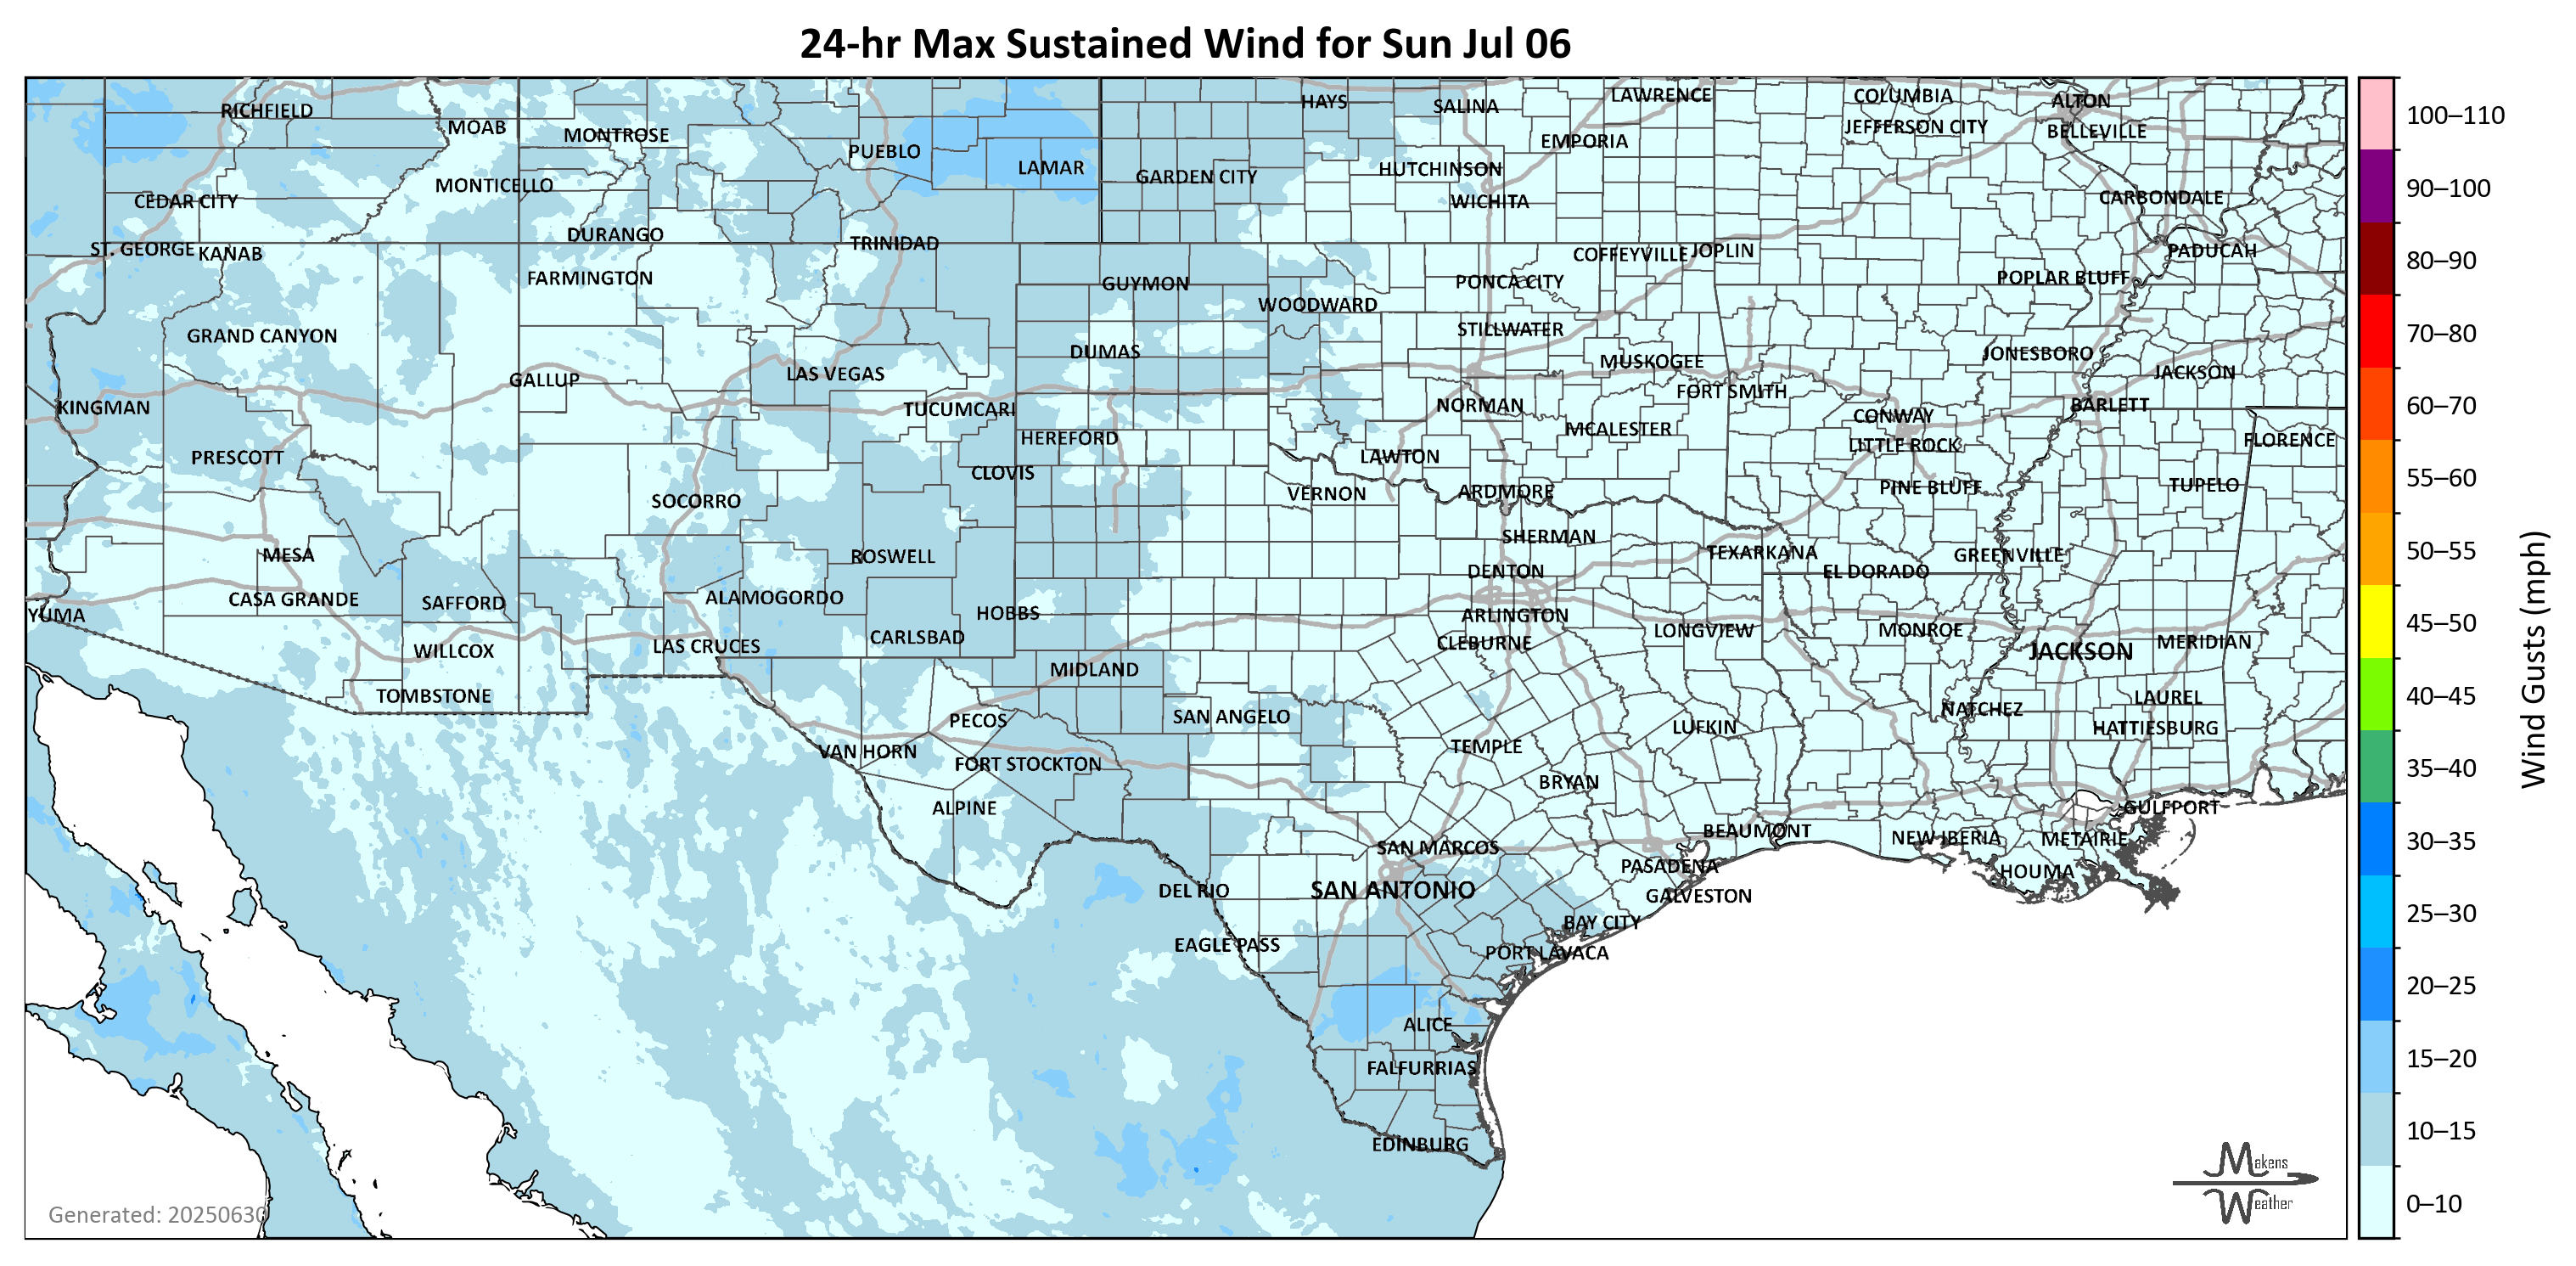 24-hr Max Sustained Wind for Sun Jul 06
RICHFIELD
MOAB
MONTROSE
PUEBLO
LAMAR
HAYS
SALINA
LAWRENCE
COLUMBIA
ALTON
EMPORIA
JEFFERSON CITY
BELLEVILLE
MONTICELLO
GARDEN CITY
HUTCHINSON
CEDAR CITY
WICHITA
CARBONDALE
DURANGO
TRINIDAD
ST. GEORGE
KANAB
COFFEYVILLE
JOPLIN
PADUCAH
FARMINGTON
GUYMON
PONCA CITY
POPLAR BLUFF
WOODWARD
GRAND CANYON
STILLWATER
DUMAS
MUSKOGEE
JONESBORO
GALLUP
LAS VEGAS
FORT SMITH
JACKSON
KINGMAN
TUCUMCARI
NORMAN
CONWAY
BARLETT
HEREFORD
MCALESTER
LITTLE ROCK
FLORENCE
PRESCOTT
CLOVIS
LAWTON
SOCORRO
VERNON
ARDMORE
PINE BLUFF
TUPELO
MESA
ROSWELL
SHERMAN
TEXARKANA
GREENVILLE
CASA GRANDE
SAFFORD
ALAMOGORDO
DENTON
EL DORADO
YUMA
HOBBS
ARLINGTON
WILLCOX
LAS CRUCES
CARLSBAD
CLEBURNE
LONGVIEW
MONROE
JACKSON
MERIDIAN
TOMBSTONE
MIDLAND
PECOS
SAN ANGELO
LUFKIN
NATCHEZ
LAUREL
HATTIESBURG
VAN HORN
FORT STOCKTON
TEMPLE
ALPINE
BRYAN
GULFPORT
SAN MARCOS
BEAUMONT
NEW IBERIA
METAIRIE
DEL RIO
SAN ANTONIO
PASADENA
HOUMA
GALVESTON
EAGLE PASS
BAY CITY
PORT LAVACA
ALICE
FALFURRIAS
EDINBURG
Generated: 20250630
Makens
Weather
100–110
90–100
80–90
70–80
60–70
55–60
50–55
45–50
40–45
35–40
30–35
25–30
20–25
15–20
10–15
0–10
Wind Gusts (mph)